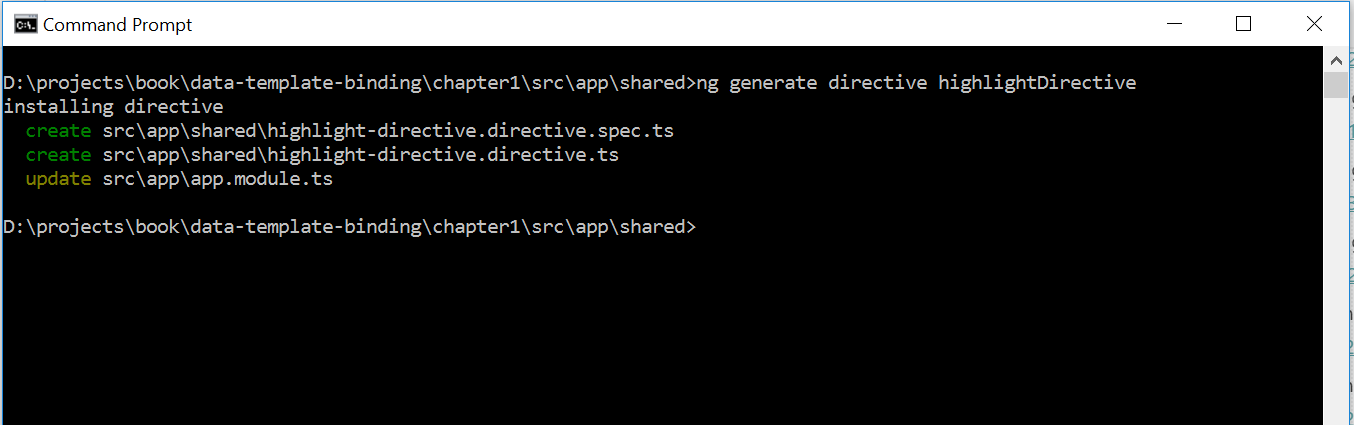 Command Prompt
D:\projects\book\data-template-binding\chapter1\src\app\shared>ng generate directive highlightDirective
installing directive
  create src\app\shared\highlight-directive.directive.spec.ts
  create src\app\shared\highlight-directive.directive.ts
  update src\app\app.module.ts
D:\projects\book\data-template-binding\chapter1\src\app\shared>